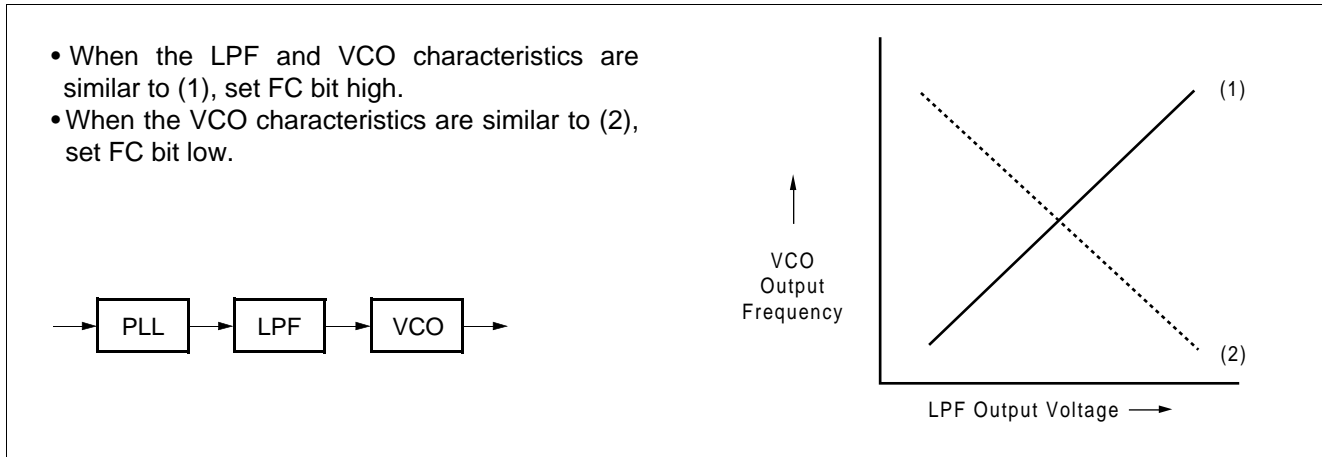 • When the LPF and VCO characteristics are
similar to (1), set FC bit high.
• When the VCO characteristics are similar to (2),
set FC bit low.
PLL
LPF
VCO
VCO
Output
Frequency
(1)
(2)
LPF Output Voltage